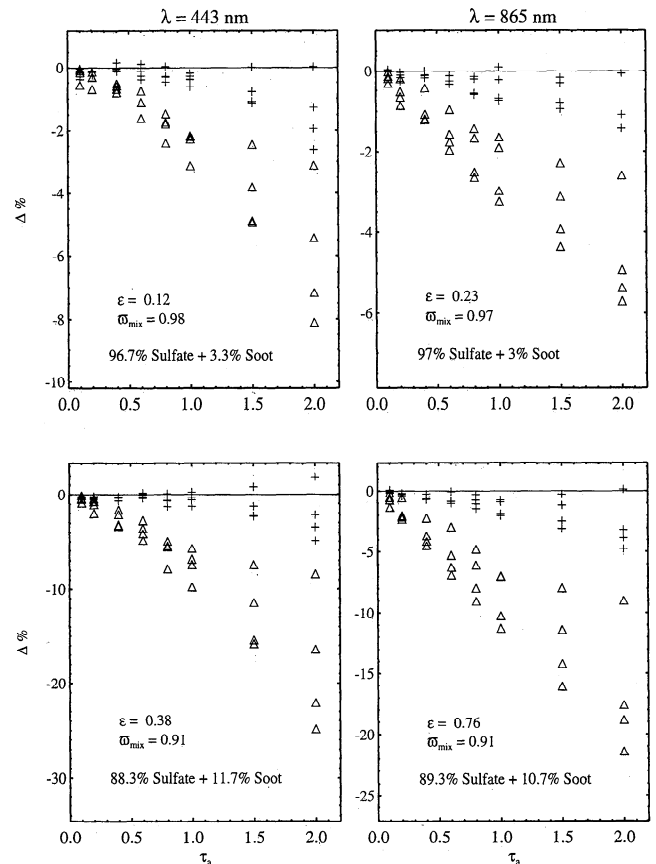 λ = 443 nm
λ = 865 nm
0
-2
-4
-6
-8
-10
Δ %
ε = 0.12
ϖmix = 0.98
96.7% Sulfate + 3.3% Soot
0.0 0.5 1.0 1.5 2.0
0
-2
-4
-6
ε = 0.23
ϖmix = 0.97
97% Sulfate + 3% Soot
0.0 0.5 1.0 1.5 2.0
0
-10
-20
-30
Δ %
ε = 0.38
ϖmix = 0.91
88.3% Sulfate + 11.7% Soot
0.0 0.5 1.0 1.5 2.0
τa
0
-5
-10
-15
-20
-25
ε = 0.76
ϖmix = 0.91
89.3% Sulfate + 10.7% Soot
0.0 0.5 1.0 1.5 2.0
τa